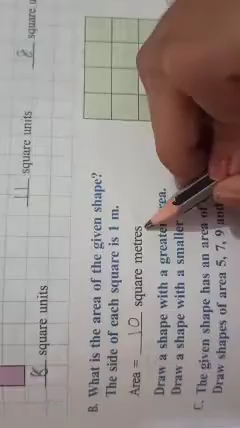 8 square units
11 square units
8 square u
B. What is the area of the given shape?
The side of each square is 1 m.
Area = 10 square metres
Draw a shape with a greater area.
Draw a shape with a smaller
C. The given shape has an area of
Draw shapes of area 5, 7, 9 and